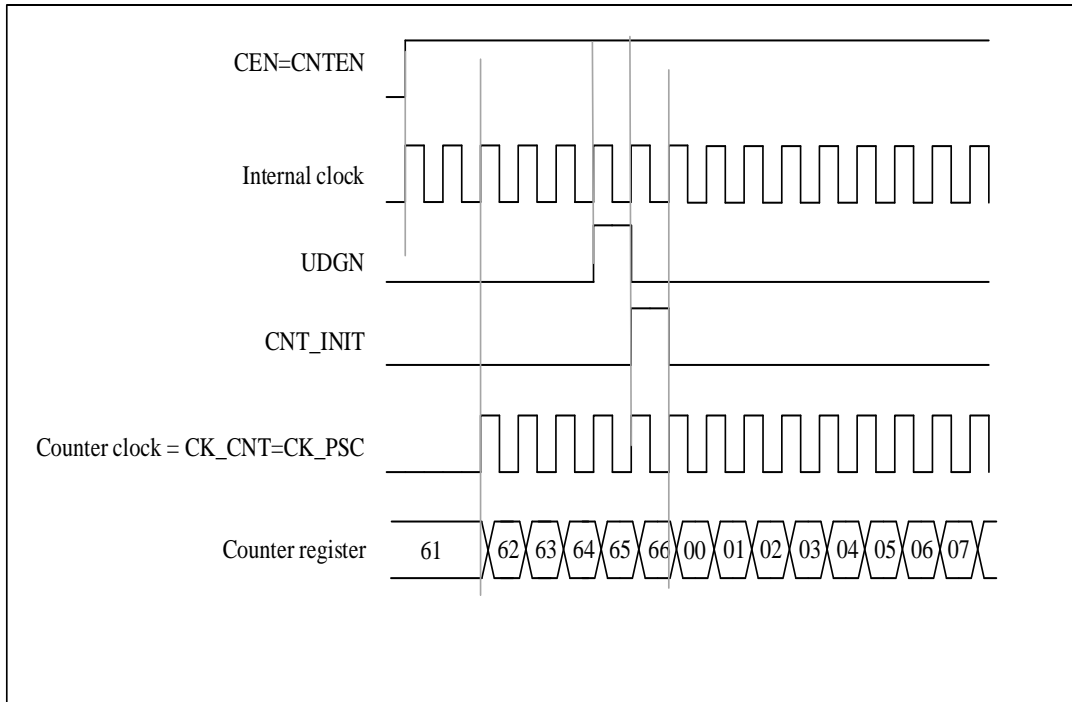 CEN=CNTEN
Internal clock
UDGN
CNT_INIT
Counter clock = CK_CNT=CK_PSC
Counter register 61 62 63 64 65 66 00 01 02 03 04 05 06 07